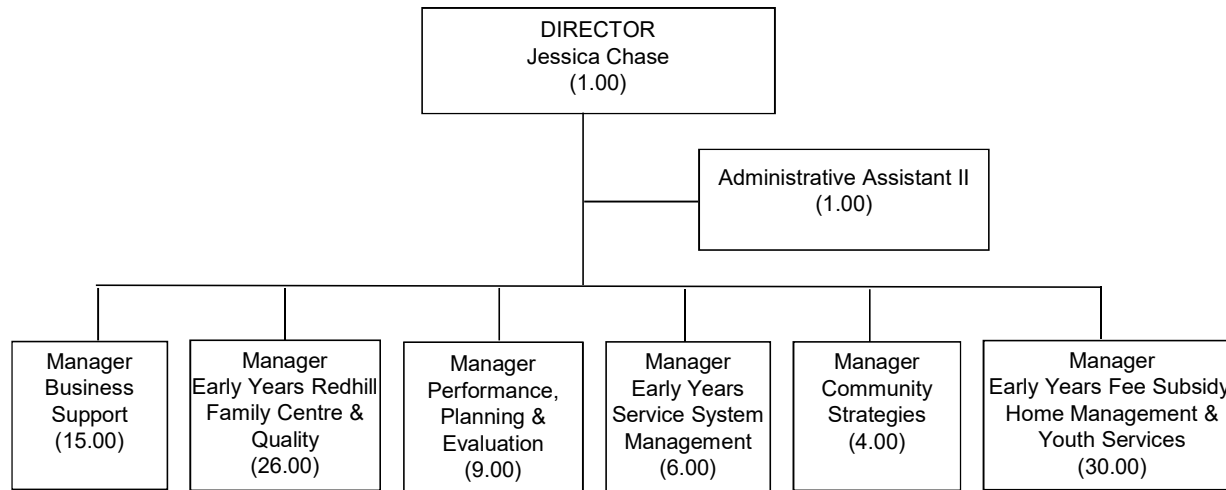 DIRECTOR
Jessica Chase
(1.00)
Administrative Assistant II
(1.00)
Manager
Business
Support
(15.00)
Manager
Early Years Redhill
Family Centre &
Quality
(26.00)
Manager
Performance,
Planning &
Evaluation
(9.00)
Manager
Early Years
Service System
Management
(6.00)
Manager
Community
Strategies
(4.00)
Manager
Early Years Fee Subsidy
Home Management &
Youth Services
(30.00)